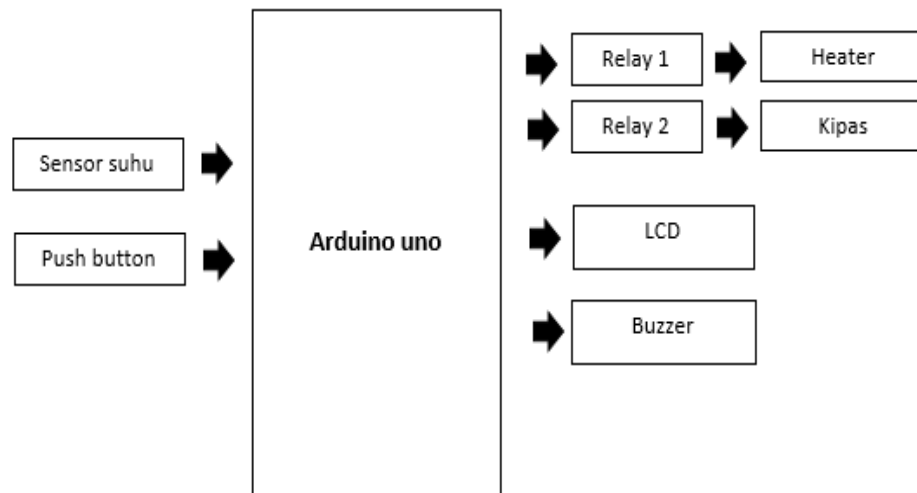 Relay 1
Heater
Relay 2
Kipas
Sensor suhu
Arduino uno
LCD
Push button
Buzzer